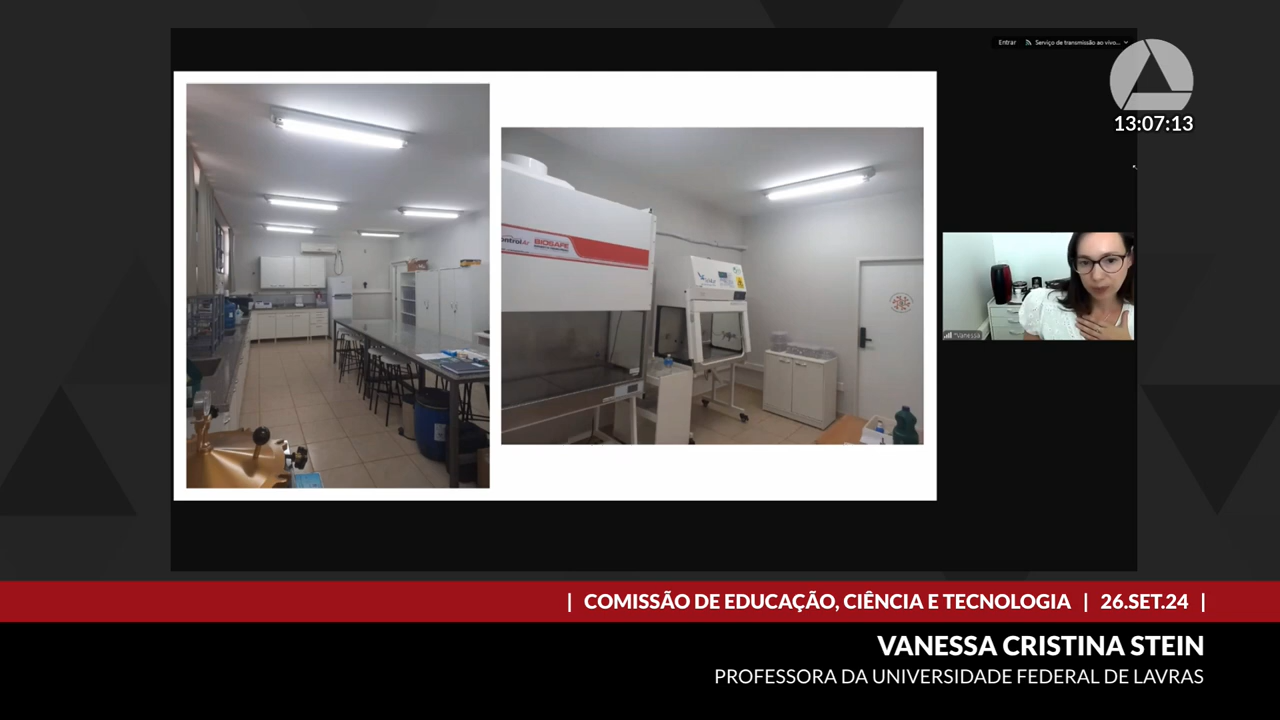 Entrar Serviço de transmissão ao vivo...
13:07:13
BIOSAFE
*Vanessa
| COMISSÃO DE EDUCAÇÃO, CIÊNCIA E TECNOLOGIA | 26.SET.24 |
VANESSA CRISTINA STEIN
PROFESSORA DA UNIVERSIDADE FEDERAL DE LAVRAS